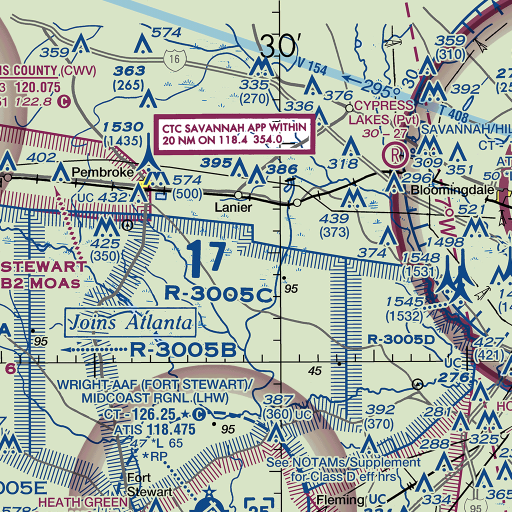 574
30'
359
359
(310)
V 154
16
IS COUNTY (CWV)
363
(265)
335
(270)
376
295°
120.075
122.8 C
336
CYPRESS
LAKES (Pvt)
30 - 27
T 408
1530
(1435)
CTC SAVANNAH APP WITHIN
20 NM ON 118.4 354.0
SAVANNAH/HIL
318
R
309
402
395
386
296
Pembroke
574
(500)
Bloomingdale
UC 432
Lanier
439
(373)
70°W
521
425
(350)
17
374
1498
STEWART
B2 MOAs
1548
(1531)
R-3005C
95
1545
(1532)
Joins Atlanta
95
R-3005B
R-3005D
427
(421)
6
45
UC
276
WRIGHT AAF (FORT STEWART)/
MIDCOAST RGNL (LHW)
CT - 126.25 C
ATIS 118.475
47 *L 65
*RP
95
387
(360) UC
392
(370)
281
325
288
See NOTAMs/Supplement
for Class D eff hrs
005E
Fort
Stewart
HEATH GREEN
Fleming
UC
400
334
365
95